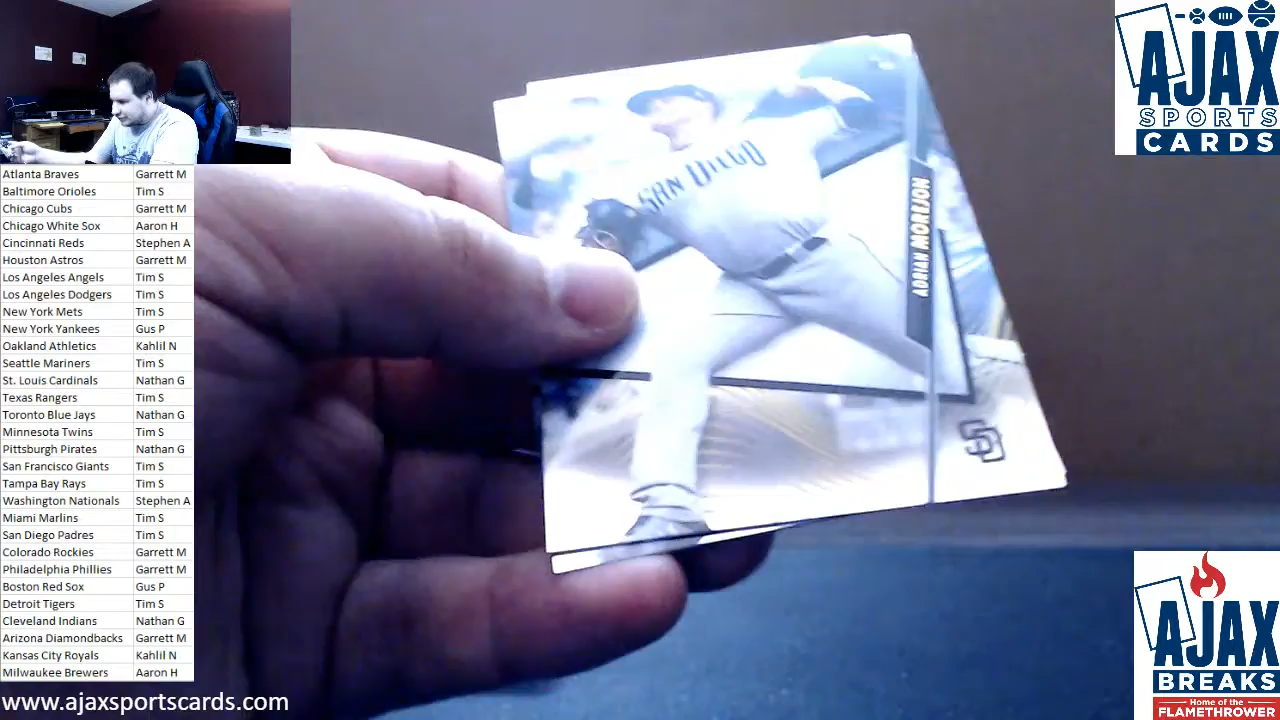 Atlanta Braves Garrett M
Baltimore Orioles Tim S
Chicago Cubs Garrett M
Chicago White Sox Aaron H
Cincinnati Reds Stephen A
Houston Astros Garrett M
Los Angeles Angels Tim S
Los Angeles Dodgers Tim S
New York Mets Tim S
New York Yankees Gus P
Oakland Athletics Kahlil N
Seattle Mariners Tim S
St. Louis Cardinals Nathan G
Texas Rangers Tim S
Toronto Blue Jays Nathan G
Minnesota Twins Tim S
Pittsburgh Pirates Nathan G
San Francisco Giants Tim S
Tampa Bay Rays Tim S
Washington Nationals Stephen A
Miami Marlins Tim S
San Diego Padres Tim S
Colorado Rockies Garrett M
Philadelphia Phillies Garrett M
Boston Red Sox Gus P
Detroit Tigers Tim S
Cleveland Indians Nathan G
Arizona Diamondbacks Garrett M
Kansas City Royals Kahlil N
Milwaukee Brewers Aaron H
www.ajaxsportscards.com
SAN DIEGO
ADRIAN MOREJON
SD
AJAX
SPORTS
CARDS
AJAX
BREAKS
Home of the
FLAMETHROWER